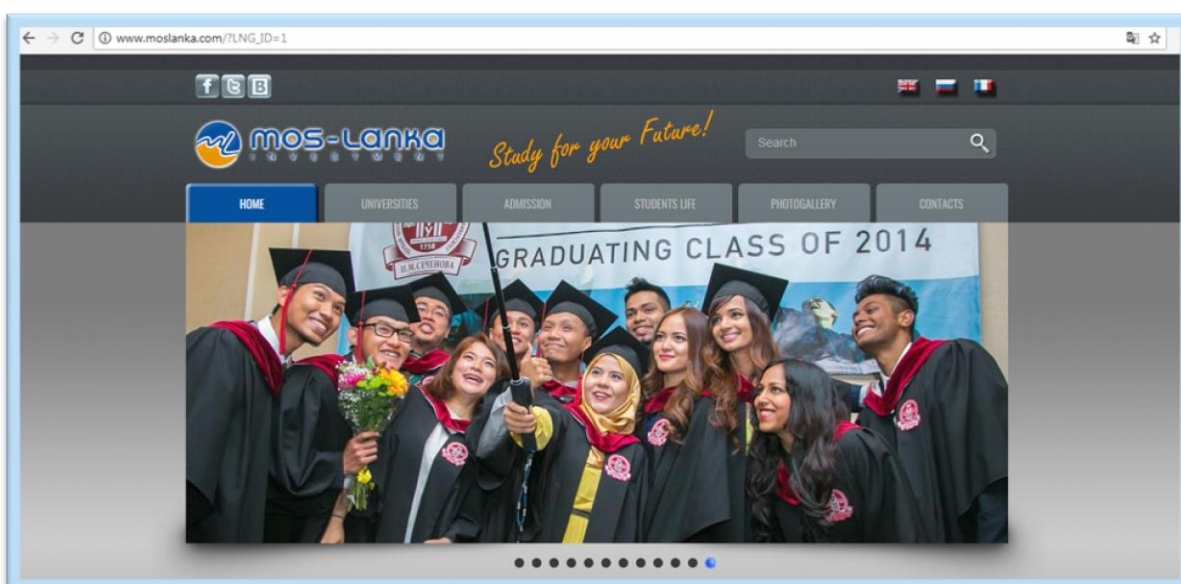 www.moslanka.com/?LNG_ID=1
f t B
mos-Lanka
INVESTMENT
Study for your Future!
Search
HOME
UNIVERSITIES
ADMISSION
STUDENTS LIFE
PHOTOGALLERY
CONTACTS
1758
И.М.СЕЧЕНОВА
GRADUATING CLASS OF 2014